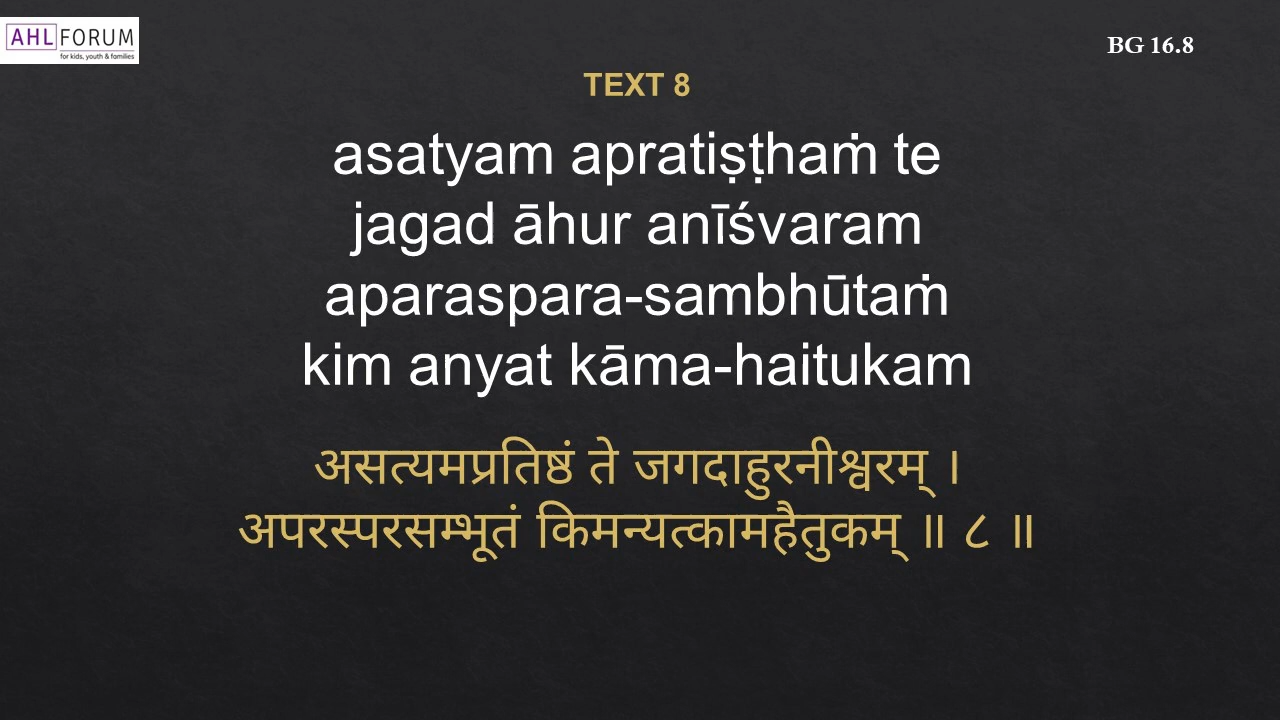 AHL FORUM
for kids, youth & families
BG 16.8
TEXT 8
asatyam apratiṣṭhaṁ te
jagad āhur anīśvaram
aparaspara-sambhūtaṁ
kim anyat kāma-haitukam
असत्यमप्रतिष्ठं ते जगदाहुरनीश्वरम् ।
अपरस्परसम्भूतं किमन्यत्कामहैतुकम् ॥ ८ ॥